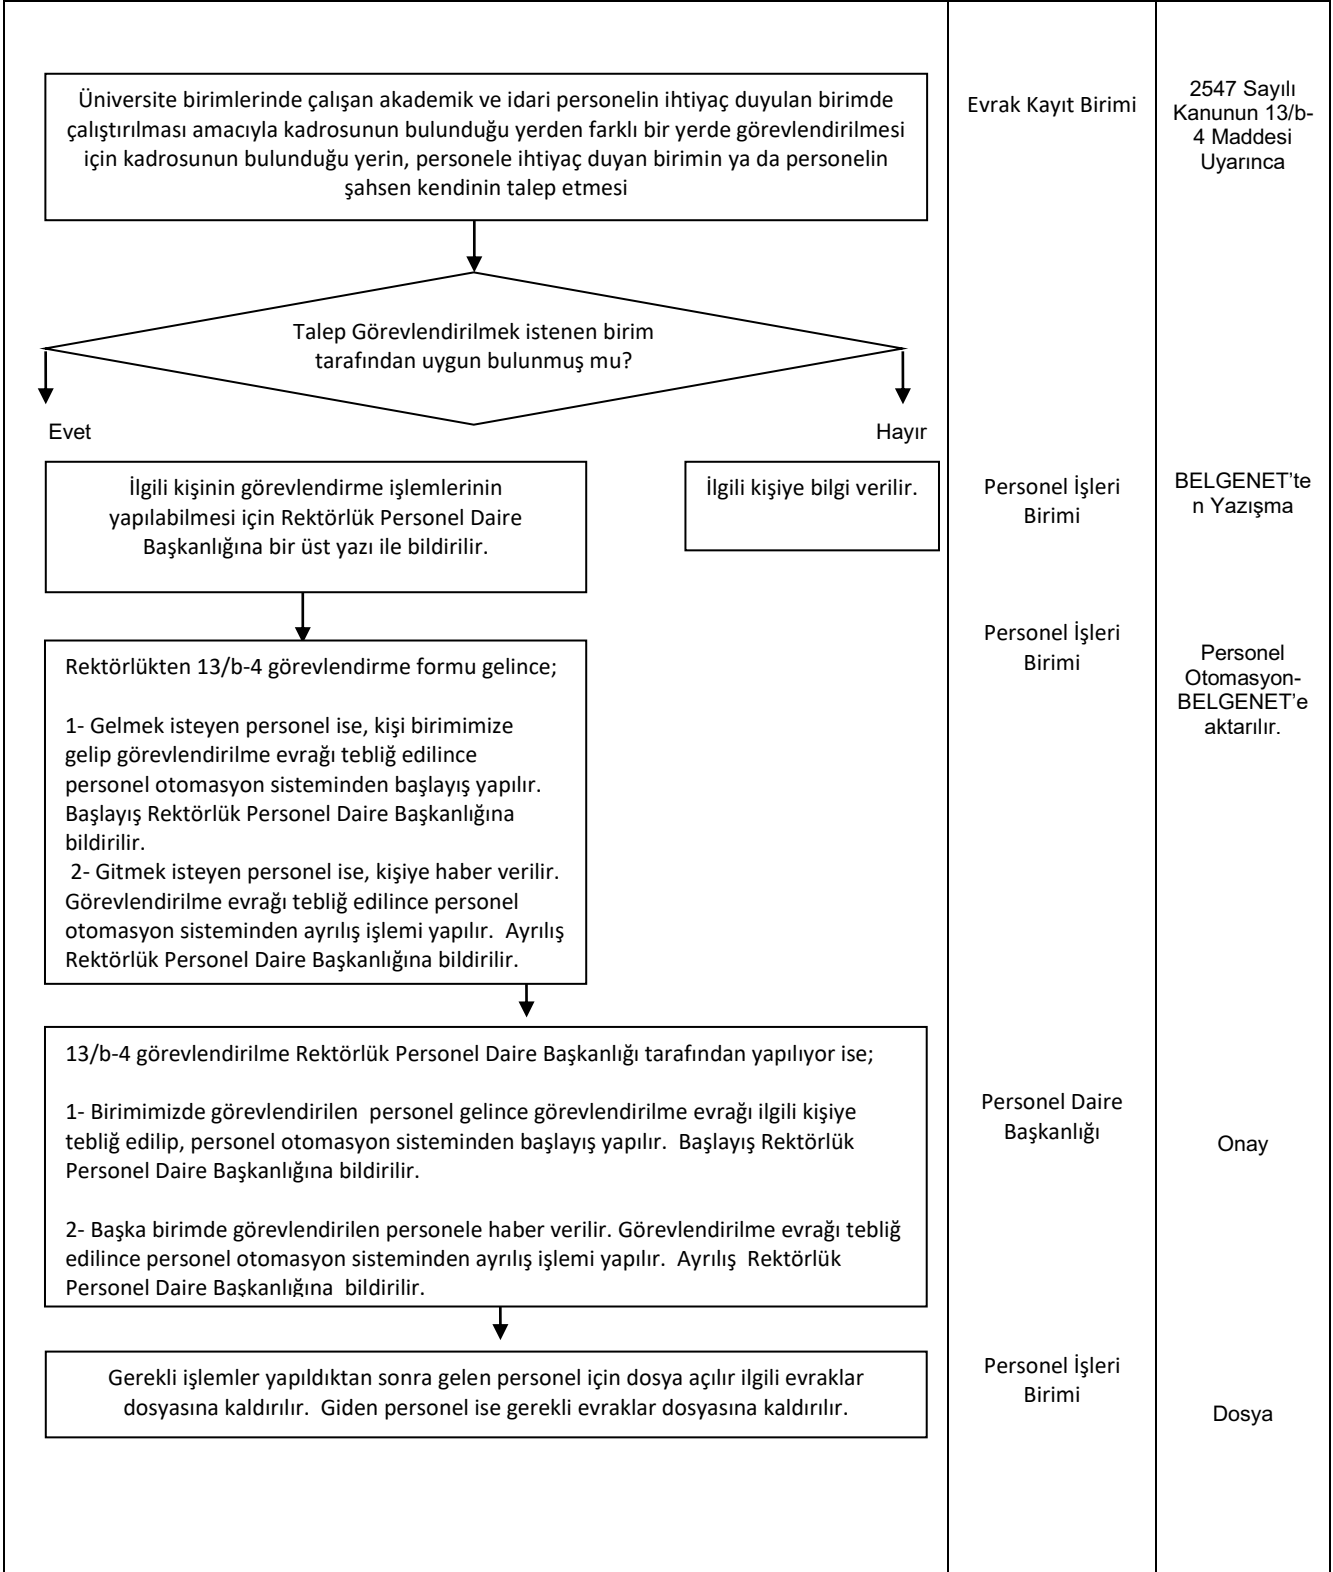 Üniversite birimlerinde çalışan akademik ve idari personelin ihtiyaç duyulan birimde
çalıştırılması amacıyla kadrosunun bulunduğu yerden farklı bir yerde görevlendirilmesi
için kadrosunun bulunduğu yerin, personele ihtiyaç duyan birimin ya da personelin
şahsen kendinin talep etmesi
Evrak Kayıt Birimi
2547 Sayılı
Kanunun 13/b-
4 Maddesi
Uyarınca
Talep Görevlendirilmek istenen birim
tarafından uygun bulunmuş mu?
Evet
Hayır
İlgili kişinin görevlendirme işlemlerinin
yapılabilmesi için Rektörlük Personel Daire
Başkanlığına bir üst yazı ile bildirilir.
İlgili kişiye bilgi verilir.
Personel İşleri
Birimi
BELGENET’te
n Yazışma
Rektörlükten 13/b-4 görevlendirme formu gelince;
1- Gelmek isteyen personel ise, kişi birimimize
gelip görevlendirilme evrağı tebliğ edilince
personel otomasyon sisteminden başlayış yapılır.
Başlayış Rektörlük Personel Daire Başkanlığına
bildirilir.
2- Gitmek isteyen personel ise, kişiye haber verilir.
Görevlendirilme evrağı tebliğ edilince personel
otomasyon sisteminden ayrılış işlemi yapılır.  Ayrılış
Rektörlük Personel Daire Başkanlığına bildirilir.
Personel İşleri
Birimi
Personel
Otomasyon-
BELGENET’e
aktarılır.
13/b-4 görevlendirilme Rektörlük Personel Daire Başkanlığı tarafından yapılıyor ise;
1- Birimimizde görevlendirilen  personel gelince görevlendirilme evrağı ilgili kişiye
tebliğ edilip, personel otomasyon sisteminden başlayış yapılır.  Başlayış Rektörlük
Personel Daire Başkanlığına bildirilir.
2- Başka birimde görevlendirilen personele haber verilir. Görevlendirilme evrağı tebliğ
edilince personel otomasyon sisteminden ayrılış işlemi yapılır.  Ayrılış  Rektörlük
Personel Daire Başkanlığına  bildirilir.
Personel Daire
Başkanlığı
Onay
Gerekli işlemler yapıldıktan sonra gelen personel için dosya açılır ilgili evraklar
dosyasına kaldırılır.  Giden personel ise gerekli evraklar dosyasına kaldırılır.
Personel İşleri
Birimi
Dosya